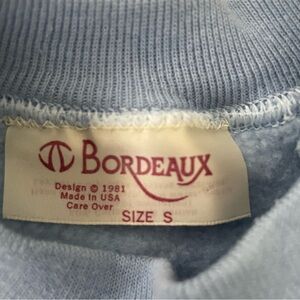 BORDEAUX
Design © 1981
Made in USA
Care Over
SIZE S